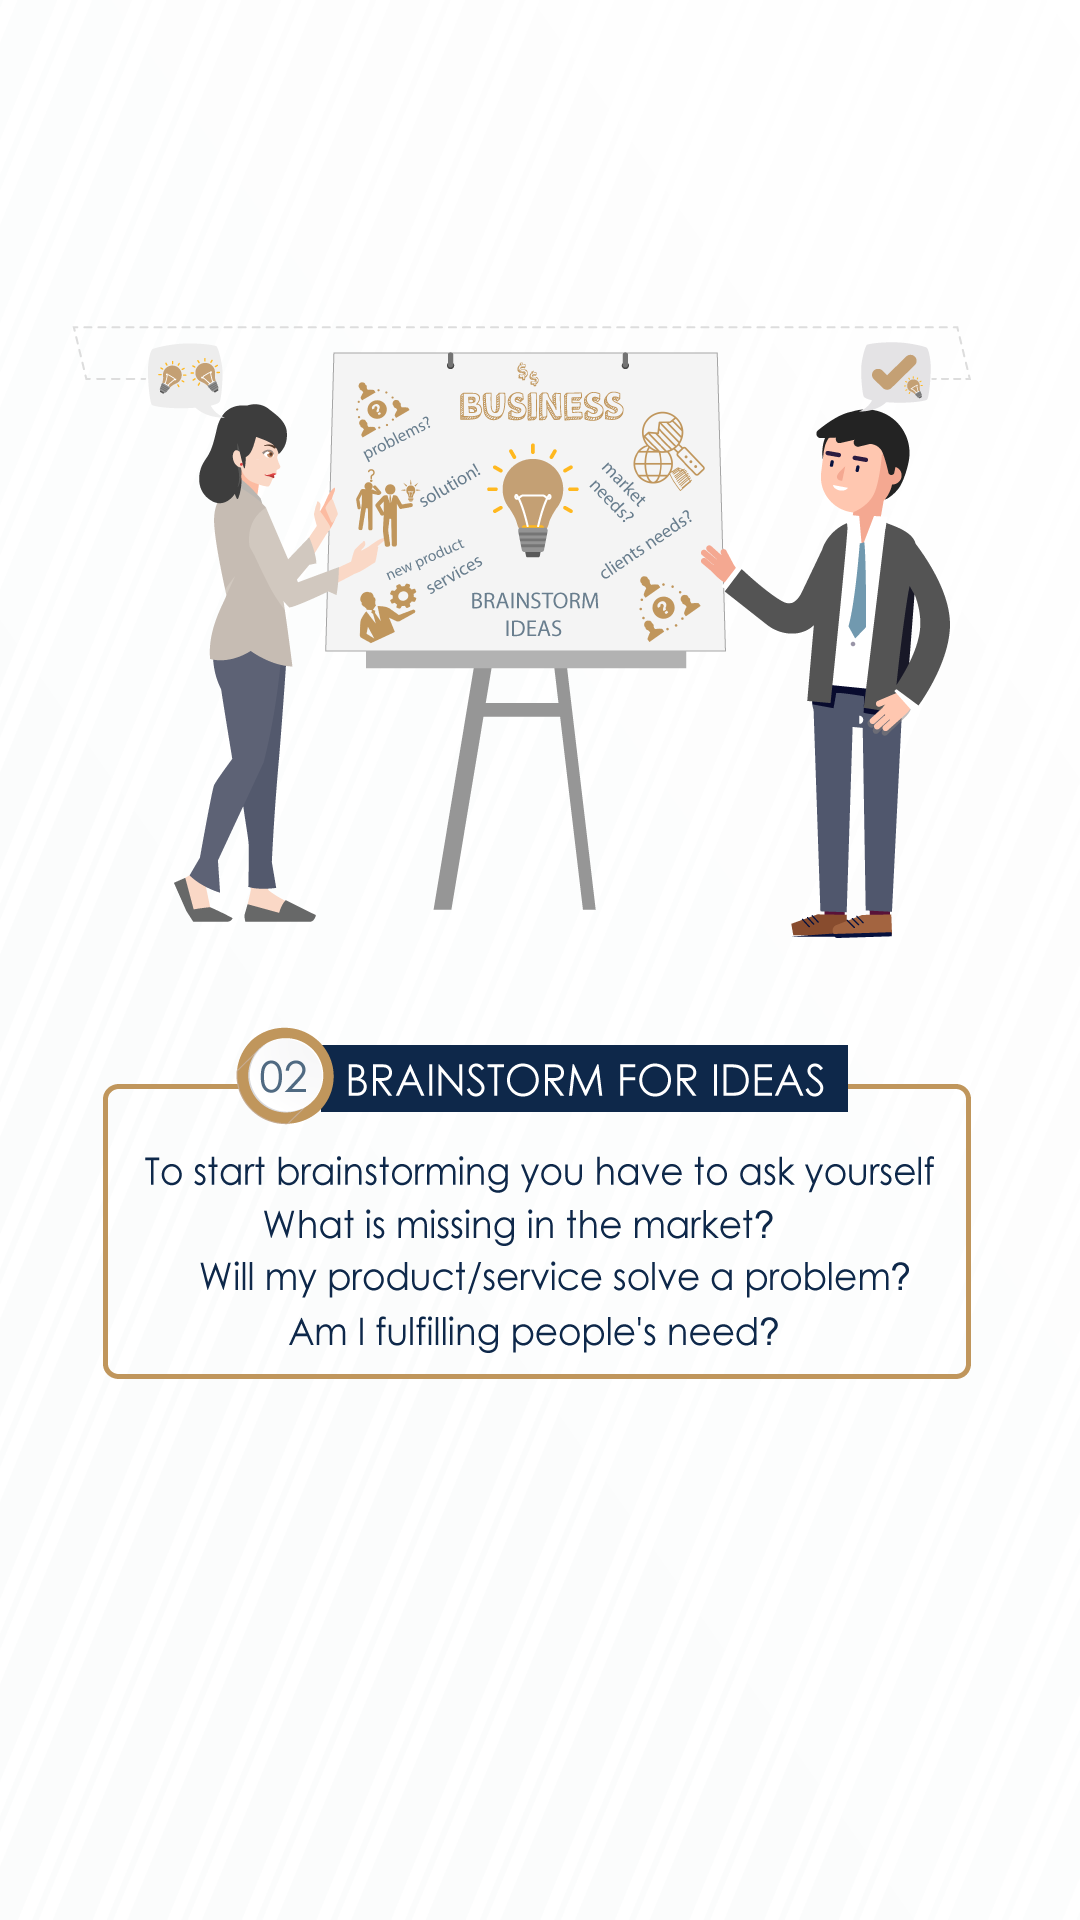 $$
BUSINESS
problems?
solution!
market
needs?
clients needs?
new product
services
BRAINSTORM
IDEAS
02
BRAINSTORM FOR IDEAS
To start brainstorming you have to ask yourself
What is missing in the market?
Will my product/service solve a problem?
Am I fulfilling people's need?